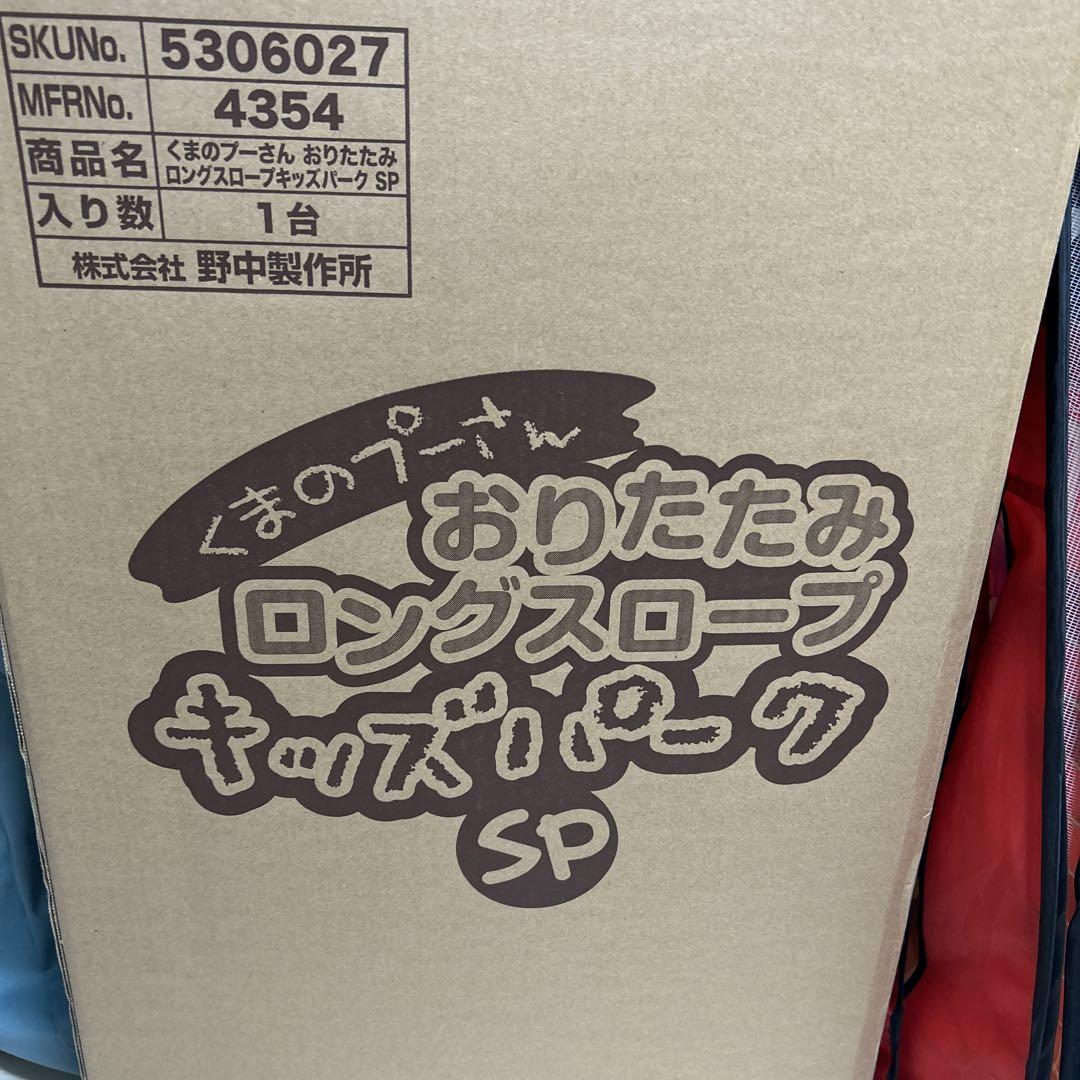 SKUNo. 5306027
MFRNo. 4354
商品名 くまのプーさん おりたたみ
ロングスロープキッズパーク SP
入り数 1台
株式会社 野中製作所
くまのプーさん
おりたたみ
ロングスロープ
キッズパーク
SP